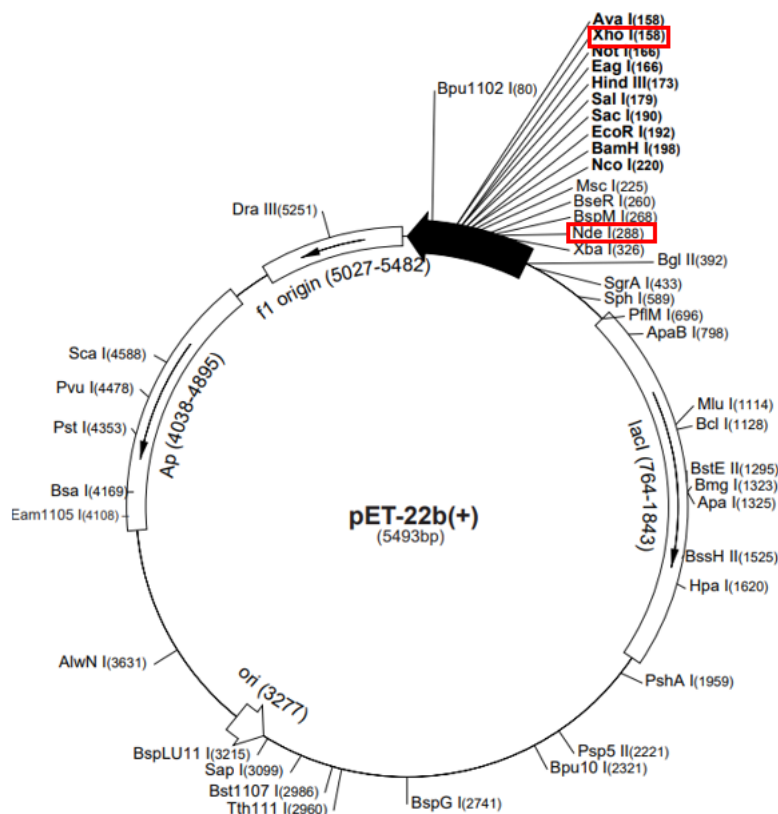 Ava I(158)
Xho I(158)
Not I(166)
Eag I(166)
Hind III(173)
Sal I(179)
Sac I(190)
EcoR I(192)
BamH I(198)
Nco I(220)
Bpu1102 I(80)
Msc I(225)
BseR I(260)
BspM I(268)
Nde I(288)
Xba I(326)
Bgl II(392)
SgrA I(433)
Sph I(589)
PflM I(696)
ApaB I(798)
Dra III(5251)
f1 origin (5027-5482)
Sca I(4588)
Pvu I(4478)
Pst I(4353)
Ap (4038-4895)
Bsa I(4169)
Eam1105 I(4108)
Mlu I(1114)
Bcl I(1128)
lacI (764-1843)
BstE II(1295)
Bmg I(1323)
Apa I(1325)
pET-22b(+)
(5493bp)
BssH II(1525)
Hpa I(1620)
AlwN I(3631)
ori (3277)
PshA I(1959)
BspLU11 I(3215)
Sap I(3099)
Bst1107 I(2986)
Tth111 I(2960)
BspG I(2741)
Psp5 II(2221)
Bpu10 I(2321)